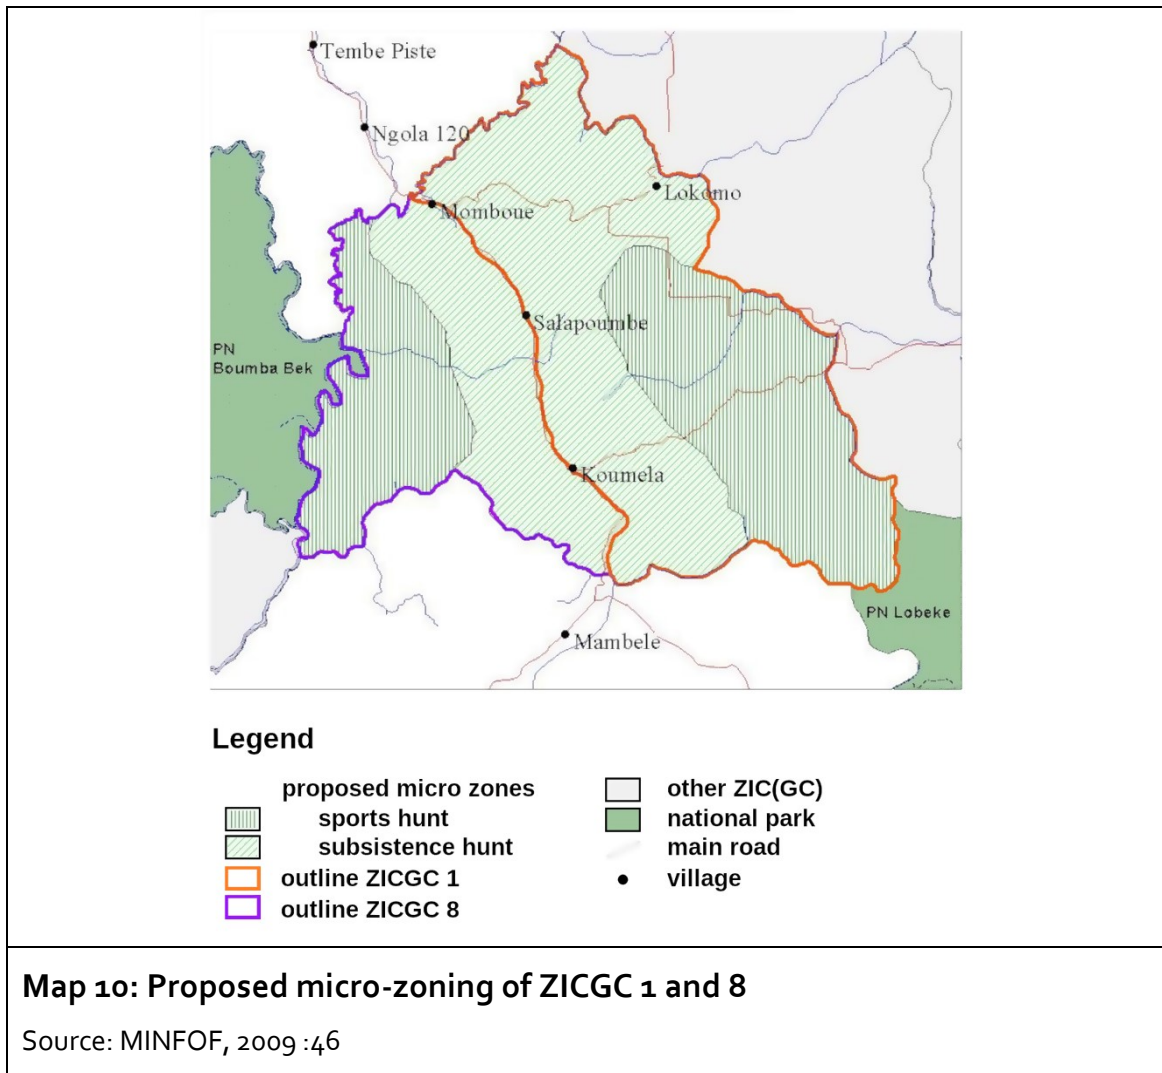 Tembe Piste
Ngola 120
Lokomo
Momboue
Salapoumbe
PN
Boumba Bek
Koumela
PN Lobeke
Mambele
Legend
proposed micro zones
sports hunt
subsistence hunt
outline ZICGC 1
outline ZICGC 8
other ZIC(GC)
national park
main road
village
Map 10: Proposed micro-zoning of ZICGC 1 and 8
Source: MINFOF, 2009 :46